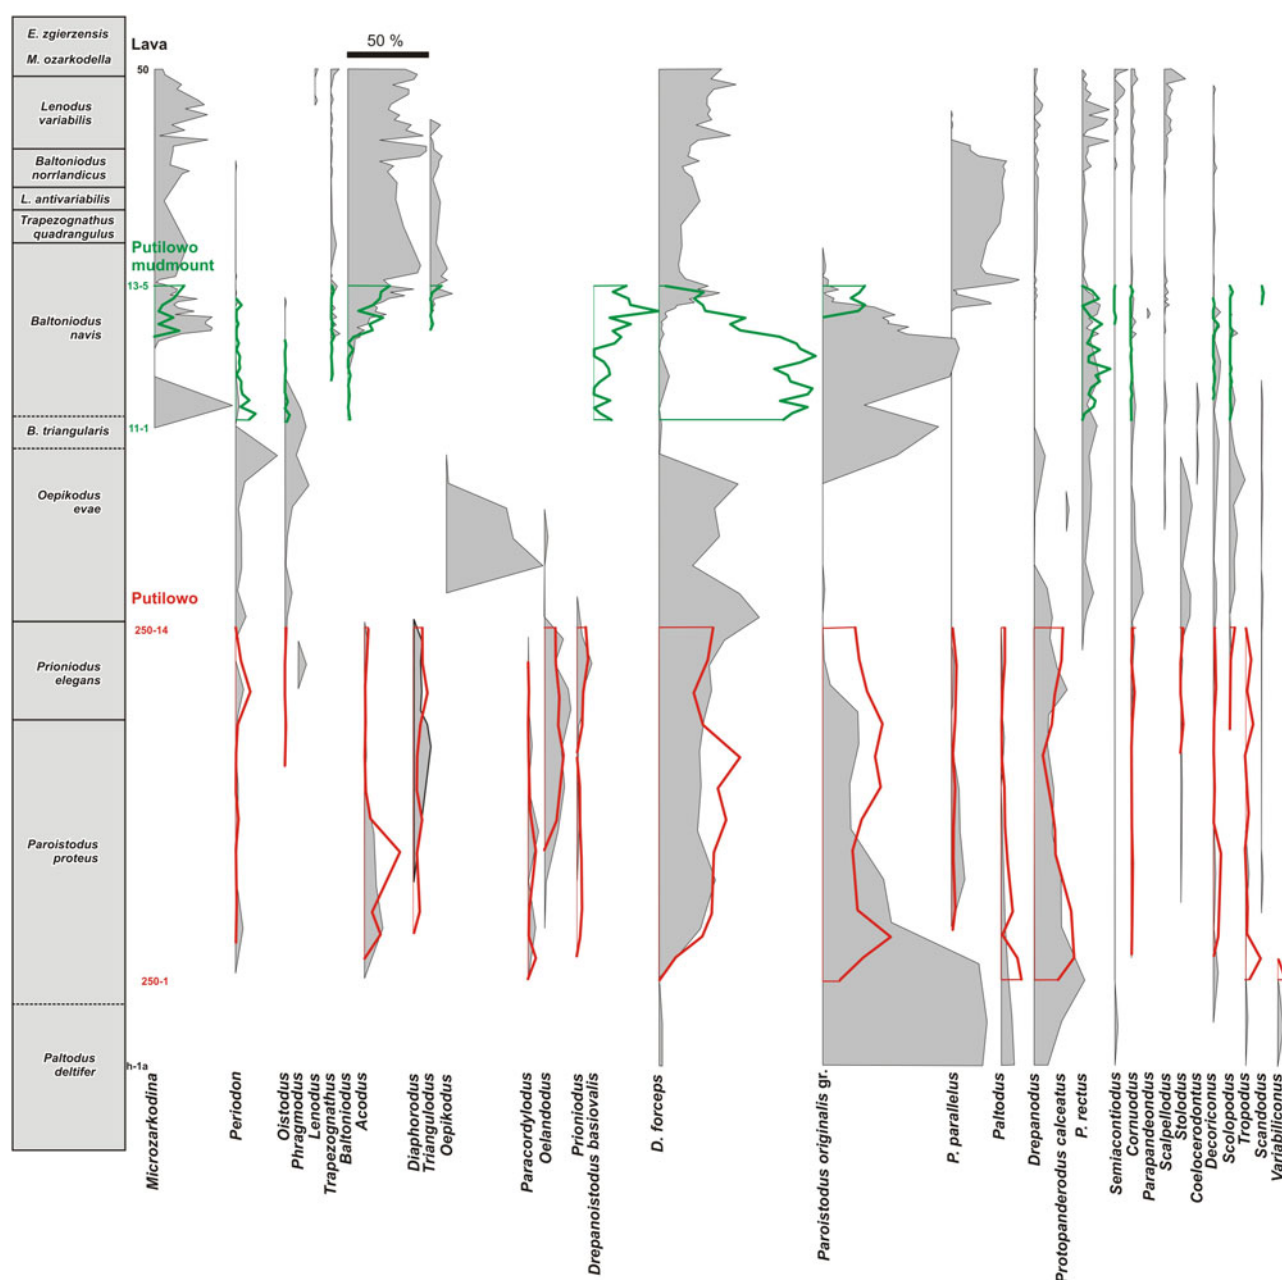 E. zgierzensis
M. ozarkodella
Lava
50 %
50
Lenodus
variabilis
Baltoniodus
norrlandicus
L. antivariabilis
Trapezognathus
quadrangulus
Putilowo
mudmount
13-5
Baltoniodus
navis
11-1
B. triangularis
Oepikodus
evae
Putilowo
250-14
Prioniodus
elegans
Paroistodus
proteus
250-1
Paltodus
deltifer
h-1a
Microzarkodina
Periodon
Oistodus
Phragmodus
Lenodus
Trapezognathus
Baltoniodus
Acodus
Diaphorodus
Triangulodus
Oepikodus
Paracordylodus
Oelandodus
Prioniodus
Drepanoistodus basiovalis
D. forceps
Paroistodus originalis gr.
P. parallelus
Paltodus
Drepanodus
Protopanderodus calceatus
P. rectus
Semiacontiodus
Cornuodus
Parapandeonodus
Scalpellodus
Stolodus
Coelocerodontus
Decoriconus
Scolopodus
Tropodus
Scandodus
Variabiliconus